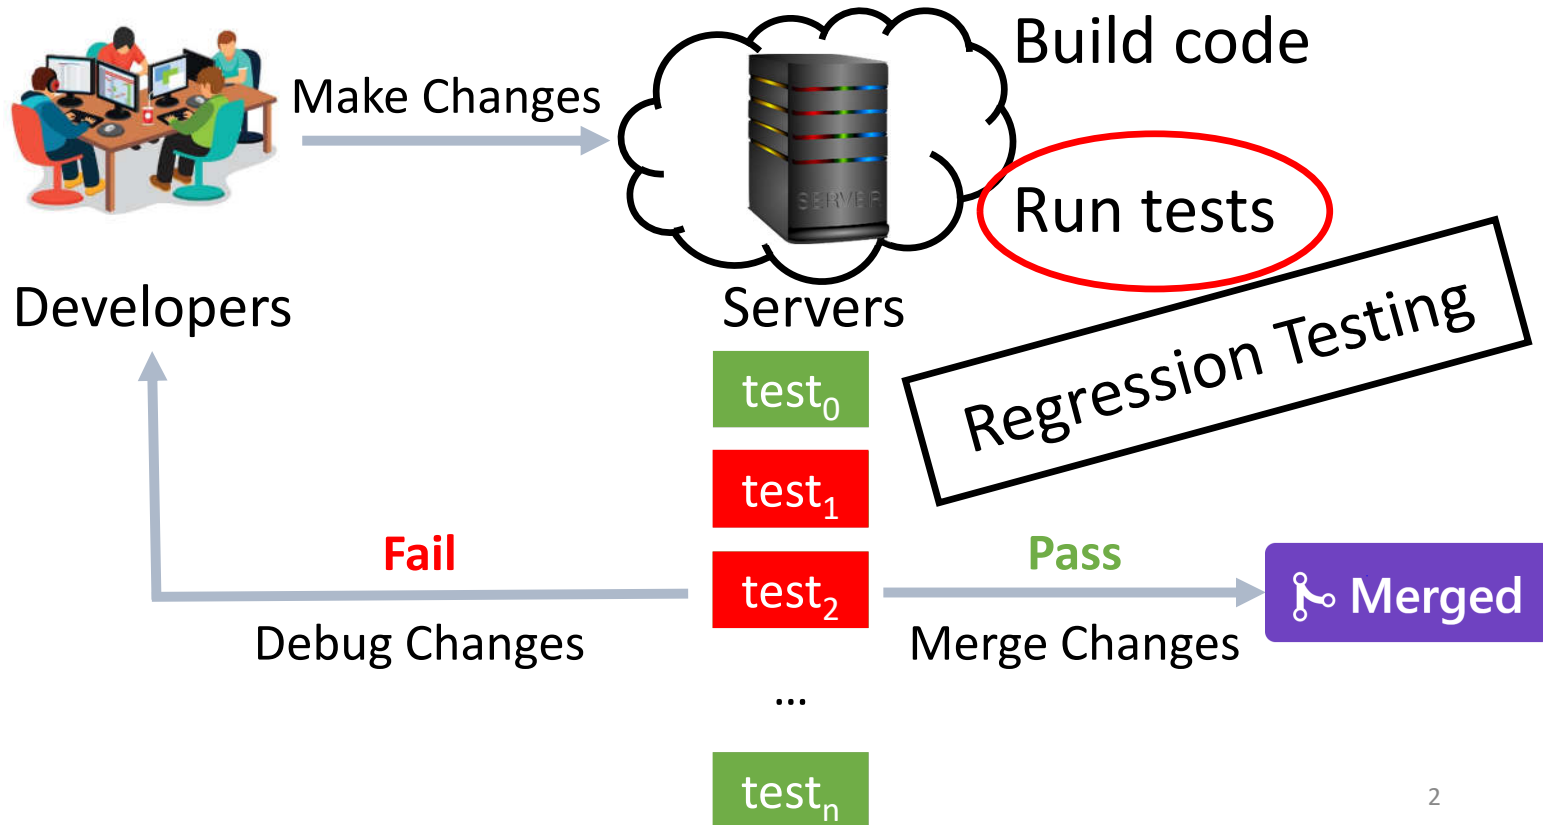 Build code
Make Changes
SERVER
Run tests
Developers
Servers
Regression Testing
test₀
test₁
Fail
Pass
test₂
Merged
Debug Changes
Merge Changes
...
testₙ
2